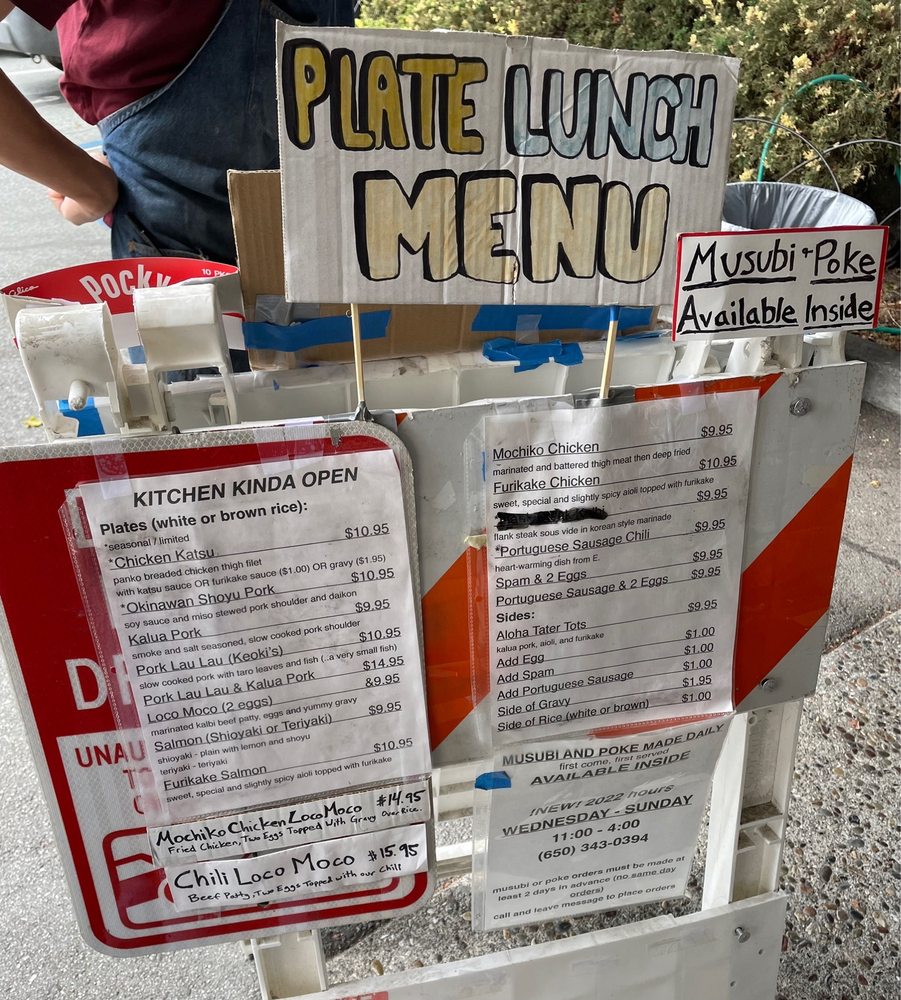 PLATE LUNCH
MENU
Musubi + Poke
Available Inside
Glico
POCKY
10 PK
KITCHEN KINDA OPEN
Plates (white or brown rice):
*seasonal / limited
*Chicken Katsu $10.95
panko breaded chicken thigh filet
with katsu sauce OR furikake sauce ($1.00) OR gravy ($1.95)
*Okinawan Shoyu Pork $10.95
soy sauce and miso stewed pork shoulder and daikon
Kalua Pork $9.95
smoke and salt seasoned, slow cooked pork shoulder
Pork Lau Lau (Keoki's) $10.95
slow cooked pork with taro leaves and fish (..a very small fish)
Pork Lau Lau & Kalua Pork $14.95
Loco Moco (2 eggs) &9.95
marinated kalbi beef patty, eggs and yummy gravy
Salmon (Shioyaki or Teriyaki) $9.95
shioyaki - plain with lemon and shoyu
teriyaki - teriyaki
Furikake Salmon $10.95
sweet, special and slightly spicy aioli topped with furikake
Mochiko Chicken Loco Moco $14.95
Fried Chicken, Two Eggs Topped With Gravy Over Rice.
Chili Loco Moco $15.95
Beef Patty, Two Eggs Topped with our Chili
Mochiko Chicken $9.95
marinated and battered thigh meat then deep fried
Furikake Chicken $10.95
sweet, special and slightly spicy aioli topped with furikake
$9.95
flank steak sous vide in korean style marinade
*Portuguese Sausage Chili $9.95
heart-warming dish from E.
Spam & 2 Eggs $9.95
Portuguese Sausage & 2 Eggs $9.95
Sides:
Aloha Tater Tots $9.95
kalua pork, aioli, and furikake
Add Egg $1.00
Add Spam $1.00
Add Portuguese Sausage $1.00
Side of Gravy $1.95
Side of Rice (white or brown) $1.00
MUSUBI AND POKE MADE DAILY
first come, first served
AVAILABLE INSIDE
!NEW! 2022 hours
WEDNESDAY - SUNDAY
11:00 - 4:00
(650) 343-0394
musubi or poke orders must be made at
least 2 days in advance (no same day
orders)
call and leave message to place orders
UNAU